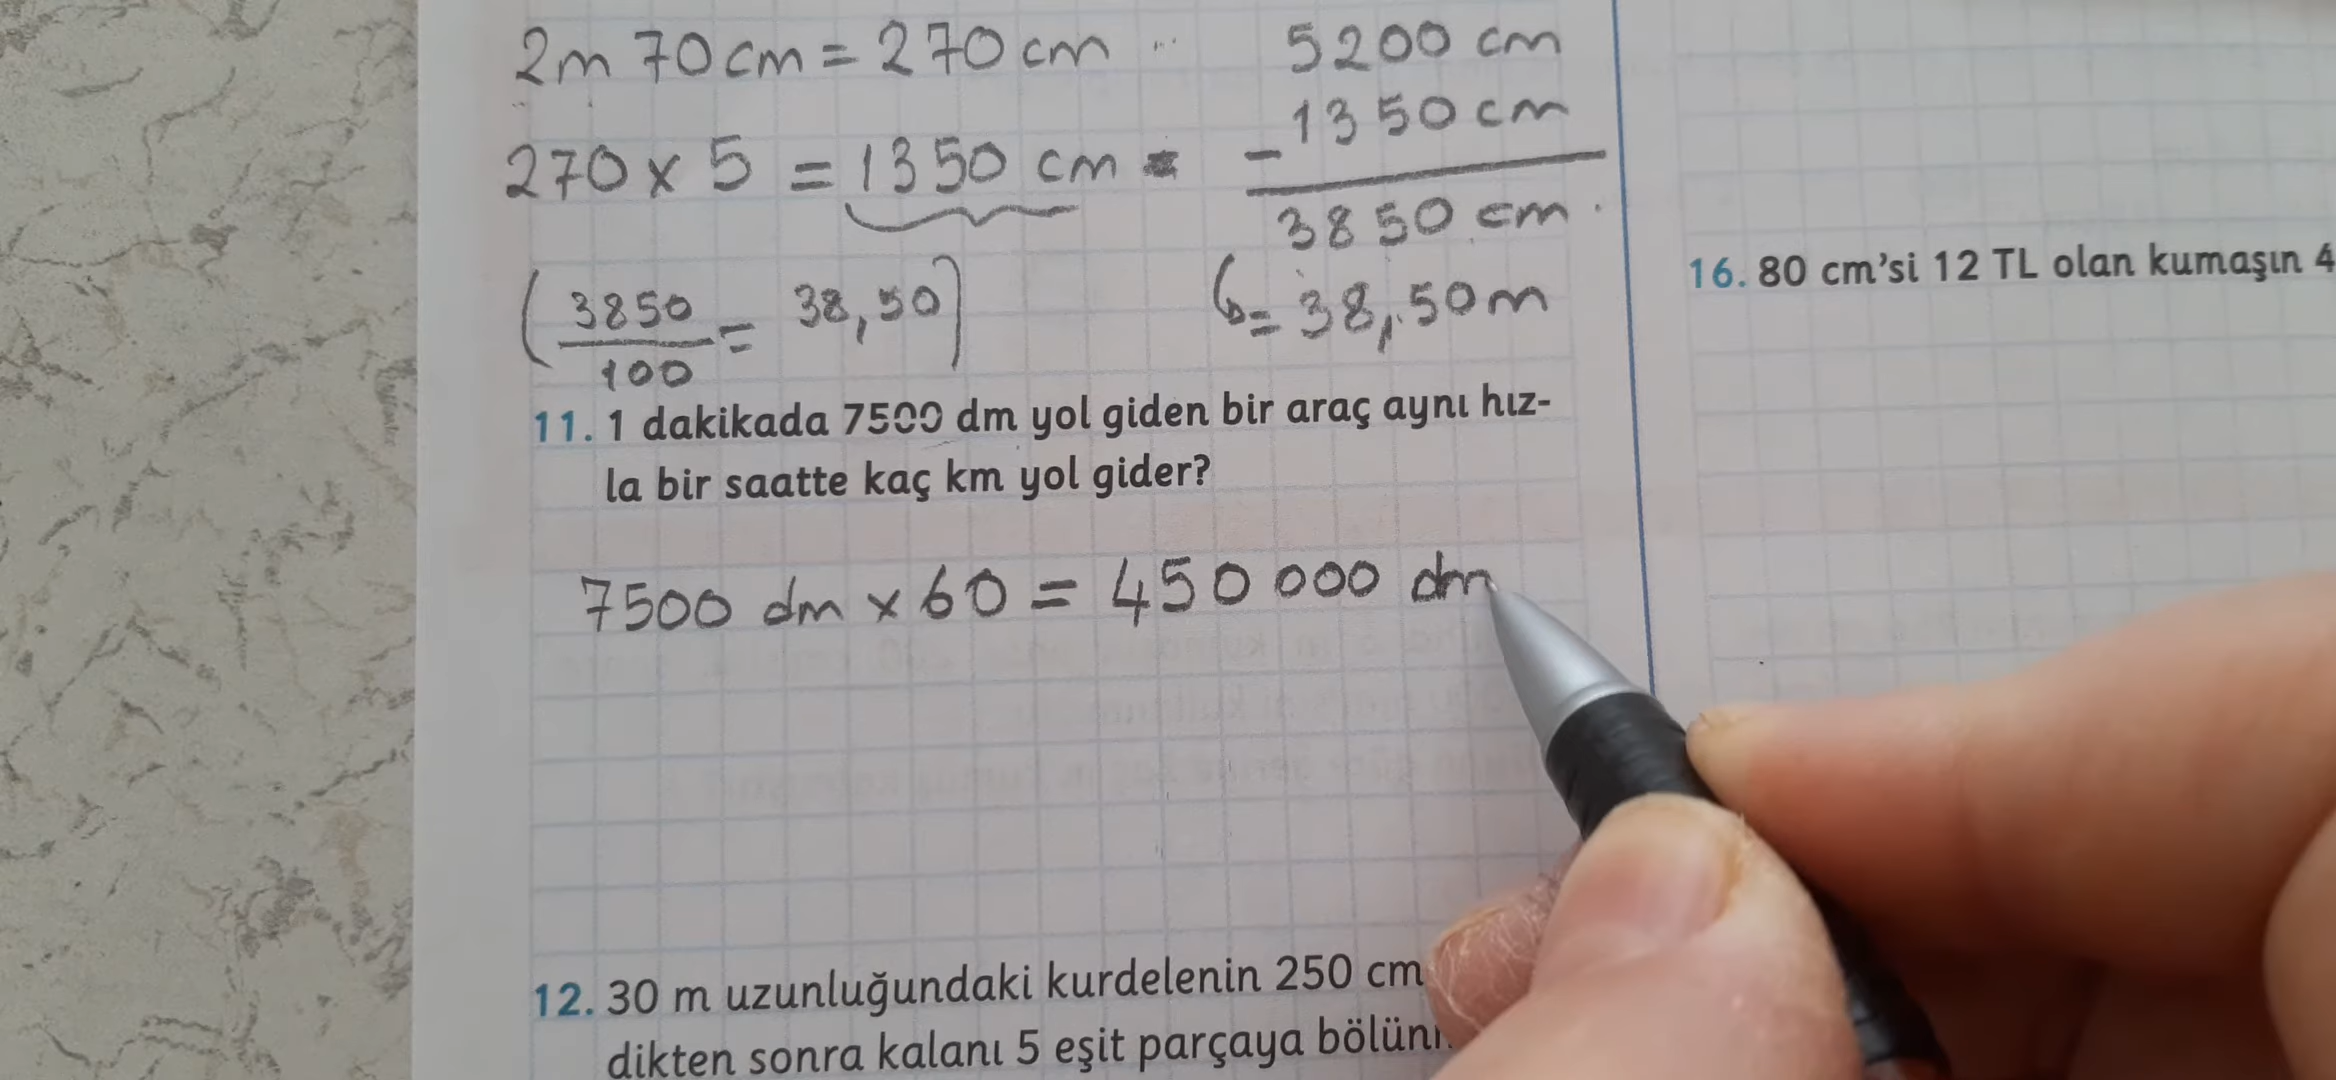 2m 70cm = 270 cm
270 x 5 = 1350 cm
5200 cm
- 1350 cm
3850 cm
= 38,50 m
(3850/100 = 38,50)
11. 1 dakikada 7500 dm yol giden bir araç aynı hız-
la bir saatte kaç km yol gider?
7500 dm x 60 = 450 000 dm
12. 30 m uzunluğundaki kurdelenin 250 cm
dikten sonra kalanı 5 eşit parçaya
16. 80 cm'si 12 TL olan kumaşın 4